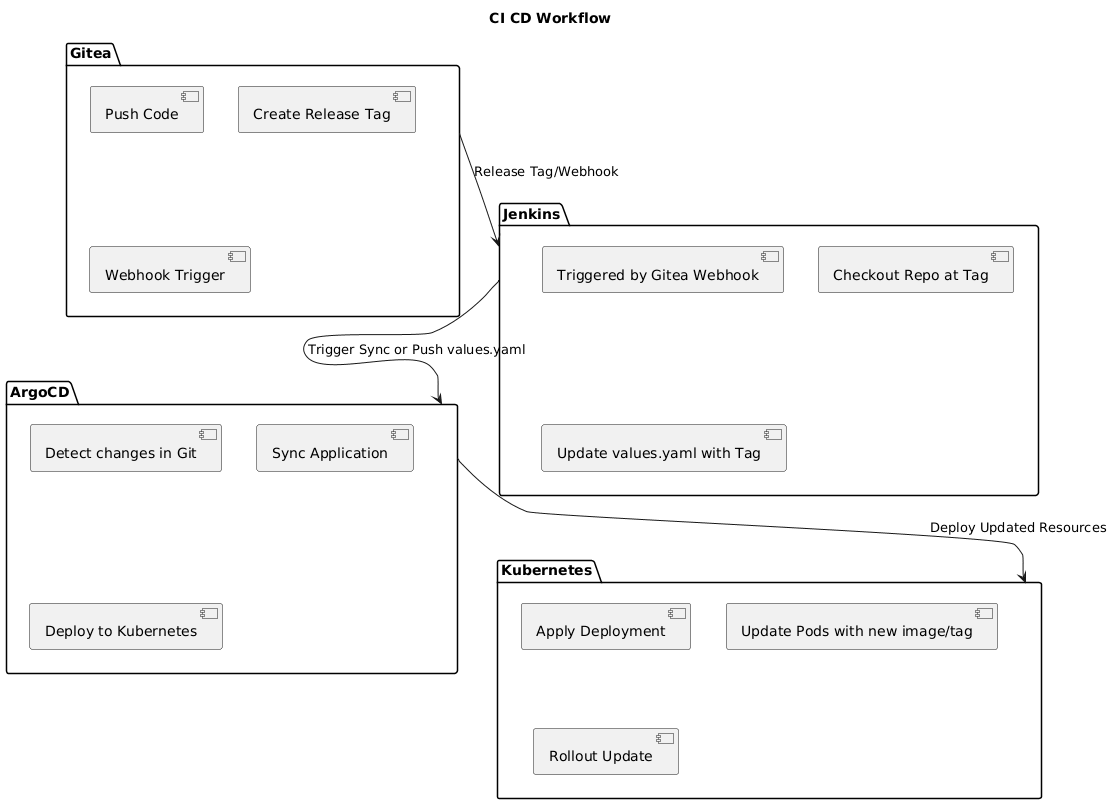 CI CD Workflow
Gitea
Push Code
Create Release Tag
Webhook Trigger
Release Tag/Webhook
Jenkins
Triggered by Gitea Webhook
Checkout Repo at Tag
Update values.yaml with Tag
Trigger Sync or Push values.yaml
ArgoCD
Detect changes in Git
Sync Application
Deploy to Kubernetes
Deploy Updated Resources
Kubernetes
Apply Deployment
Update Pods with new image/tag
Rollout Update